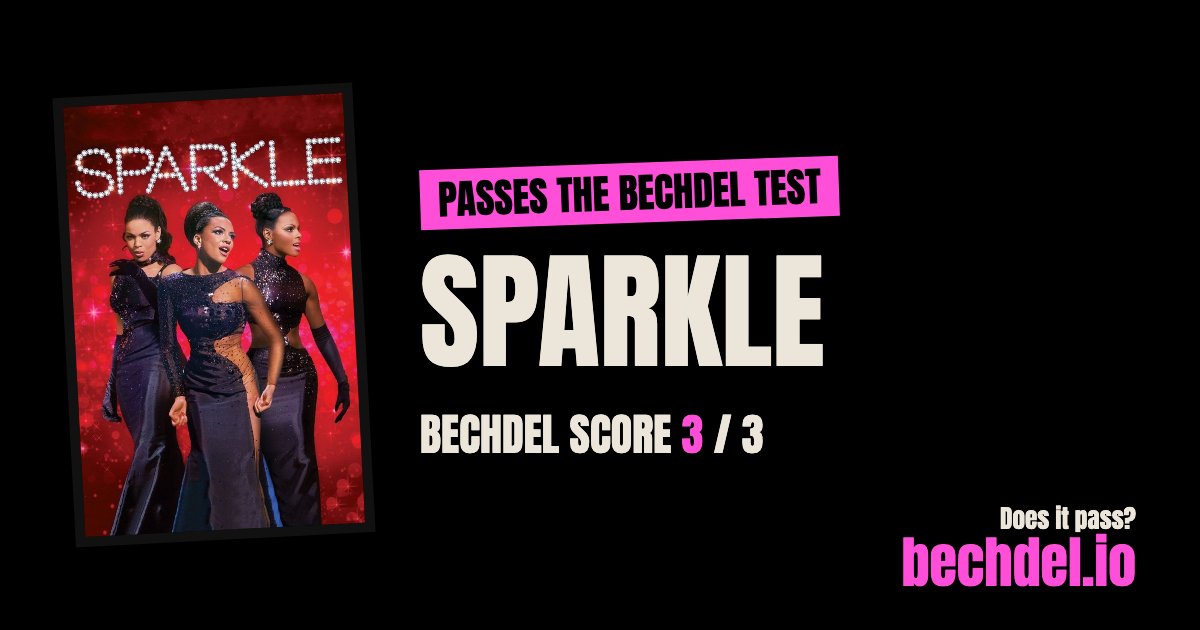 SPARKLE
PASSES THE BECHDEL TEST
SPARKLE
BECHDEL SCORE 3 / 3
Does it pass?
bechdel.io